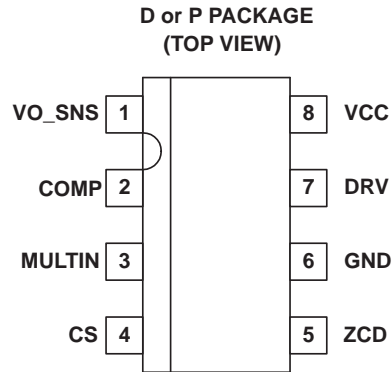 D or P PACKAGE
(TOP VIEW)
VO_SNS 1 8 VCC
COMP 2 7 DRV
MULTIN 3 6 GND
CS 4 5 ZCD